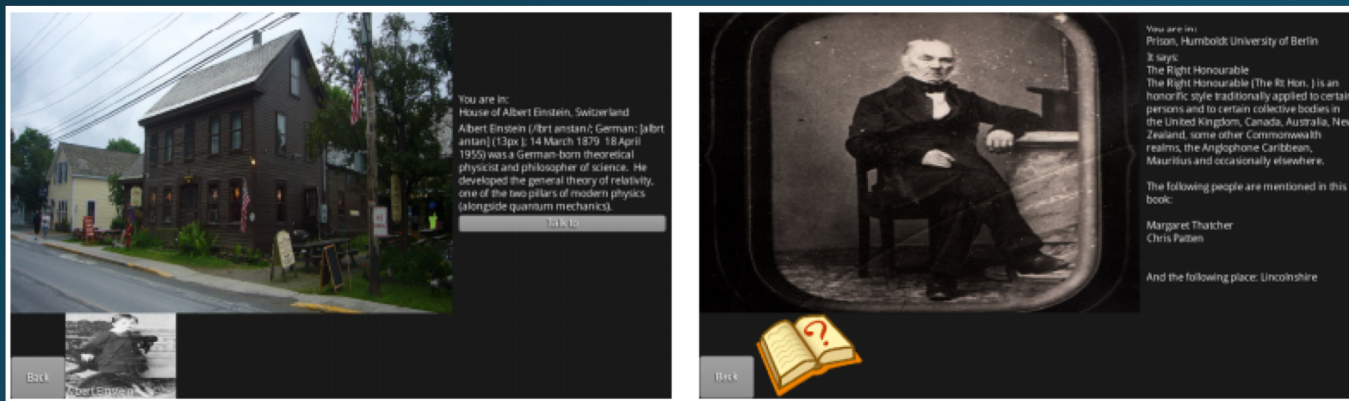 You are in:
House of Albert Einstein, Switzerland
Albert Einstein (/lbrt anstan/; German: [albrt
antan] (13px ); 14 March 1879 18 April
1955) was a German-born theoretical
physicist and philosopher of science. He
developed the general theory of relativity,
one of the two pillars of modern physics
(alongside quantum mechanics).
Talk to
Back
Albert Einstein
You are in:
Prison, Humboldt University of Berlin
It says:
The Right Honourable
The Right Honourable (The Rt Hon. ) is an
honorific style traditionally applied to certain
persons and to certain collective bodies in
the United Kingdom, Canada, Australia, New
Zealand, some other Commonwealth
realms, the Anglophone Caribbean,
Mauritius and occasionally elsewhere.
The following people are mentioned in this
book:
Margaret Thatcher
Chris Patten
And the following place: Lincolnshire
Back
?